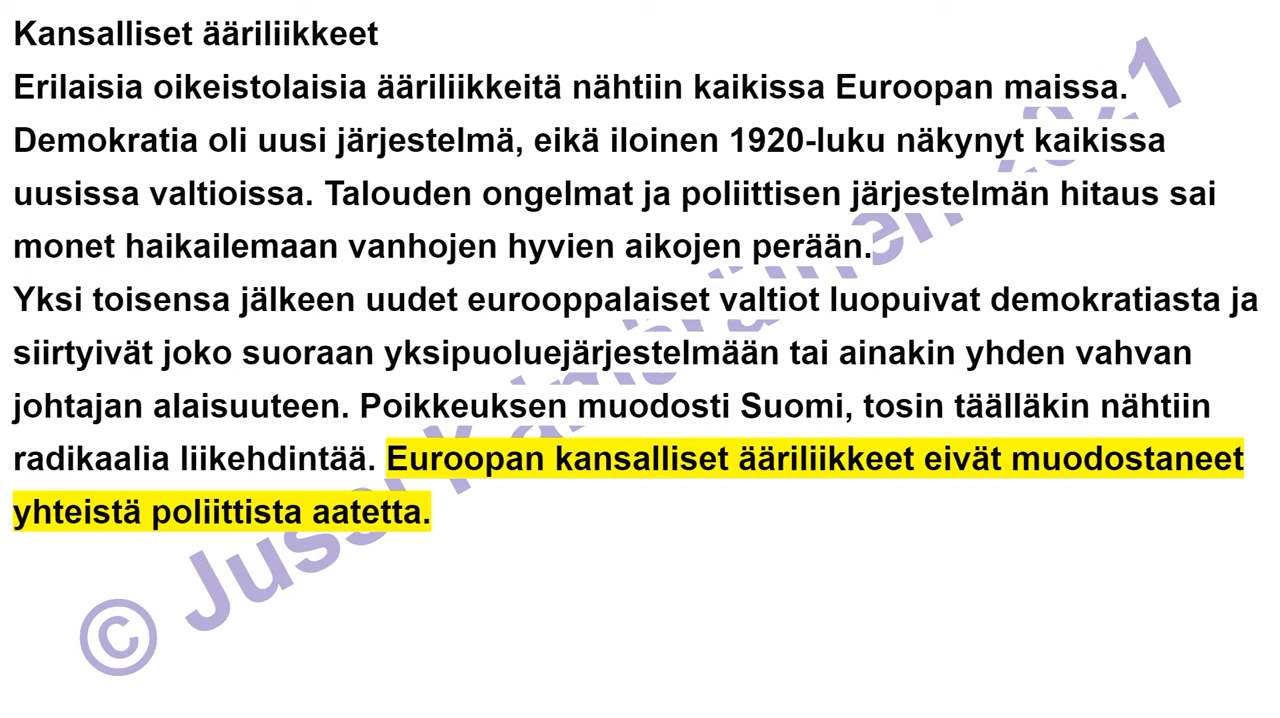 Kansalliset ääriliikkeet
Erilaisia oikeistolaisia ääriliikkeitä nähtiin kaikissa Euroopan maissa.
Demokratia oli uusi järjestelmä, eikä iloinen 1920-luku näkynyt kaikissa
uusissa valtioissa. Talouden ongelmat ja poliittisen järjestelmän hitaus sai
monet haikailemaan vanhojen hyvien aikojen perään.
Yksi toisensa jälkeen uudet eurooppalaiset valtiot luopuivat demokratiasta ja
siirtyivät joko suoraan yksipuoluejärjestelmään tai ainakin yhden vahvan
johtajan alaisuuteen. Poikkeuksen muodosti Suomi, tosin täälläkin nähtiin
radikaalia liikehdintää. Euroopan kansalliset ääriliikkeet eivät muodostaneet
yhteistä poliittista aatetta.
© Jussi